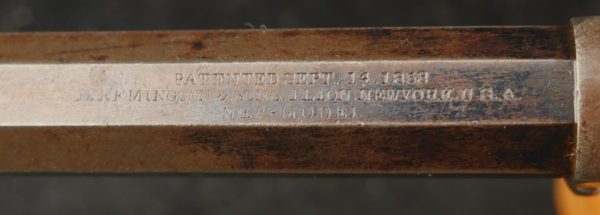 PATENTED SEPT. 14. 1858
E. REMINGTON & SONS. ILION. NEW YORK. U.S.A.
NEW-MODEL